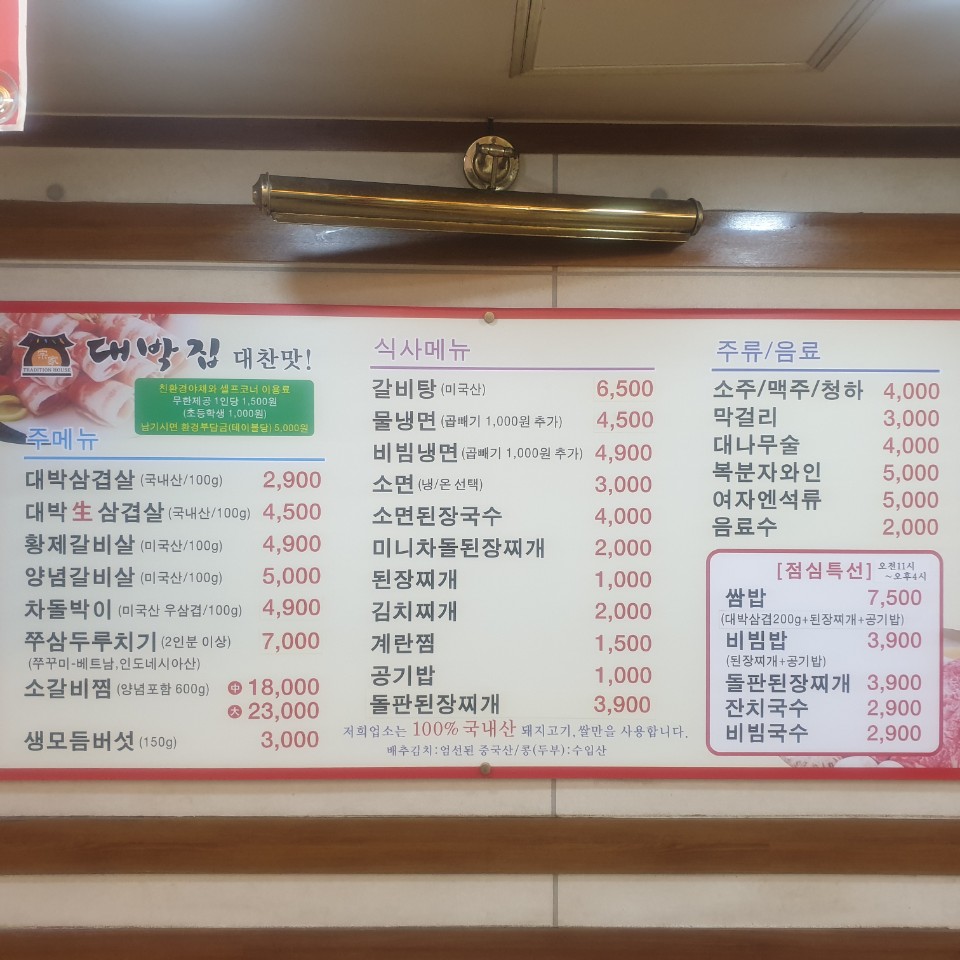 TRADITION HOUSE
대박집 대찬맛!
친환경야채와 셀프코너 이용료
무한제공 1인당 1,500원
(초등학생 1,000원)
남기시면 환경부담금(테이블당) 5,000원
주메뉴
대박삼겹살 (국내산/100g) 2,900
대박 生 삼겹살 (국내산/100g) 4,500
황제갈비살 (미국산/100g) 4,900
양념갈비살 (미국산/100g) 5,000
차돌박이 (미국산 우삼겹/100g) 4,900
쭈삼두루치기 (2인분 이상) 7,000
(쭈꾸미-베트남,인도네시아산)
소갈비찜 (양념포함 600g) 中 18,000
大 23,000
생모듬버섯 (150g) 3,000
식사메뉴
갈비탕 (미국산) 6,500
물냉면 (곱빼기 1,000원 추가) 4,500
비빔냉면 (곱빼기 1,000원 추가) 4,900
소면 (냉/온 선택) 3,000
소면된장국수 4,000
미니차돌된장찌개 2,000
된장찌개 1,000
김치찌개 2,000
계란찜 1,500
공기밥 1,000
돌판된장찌개 3,900
저희업소는 100% 국내산 돼지고기,쌀만을 사용합니다.
배추김치:엄선된 중국산/콩(두부):수입산
주류/음료
소주/맥주/청하 4,000
막걸리 3,000
대나무술 4,000
복분자와인 5,000
여자엔석류 5,000
음료수 2,000
[점심특선] 오전11시
~오후4시
쌈밥 7,500
(대박삼겹200g+된장찌개+공기밥)
비빔밥 3,900
(된장찌개+공기밥)
돌판된장찌개 3,900
잔치국수 2,900
비빔국수 2,900